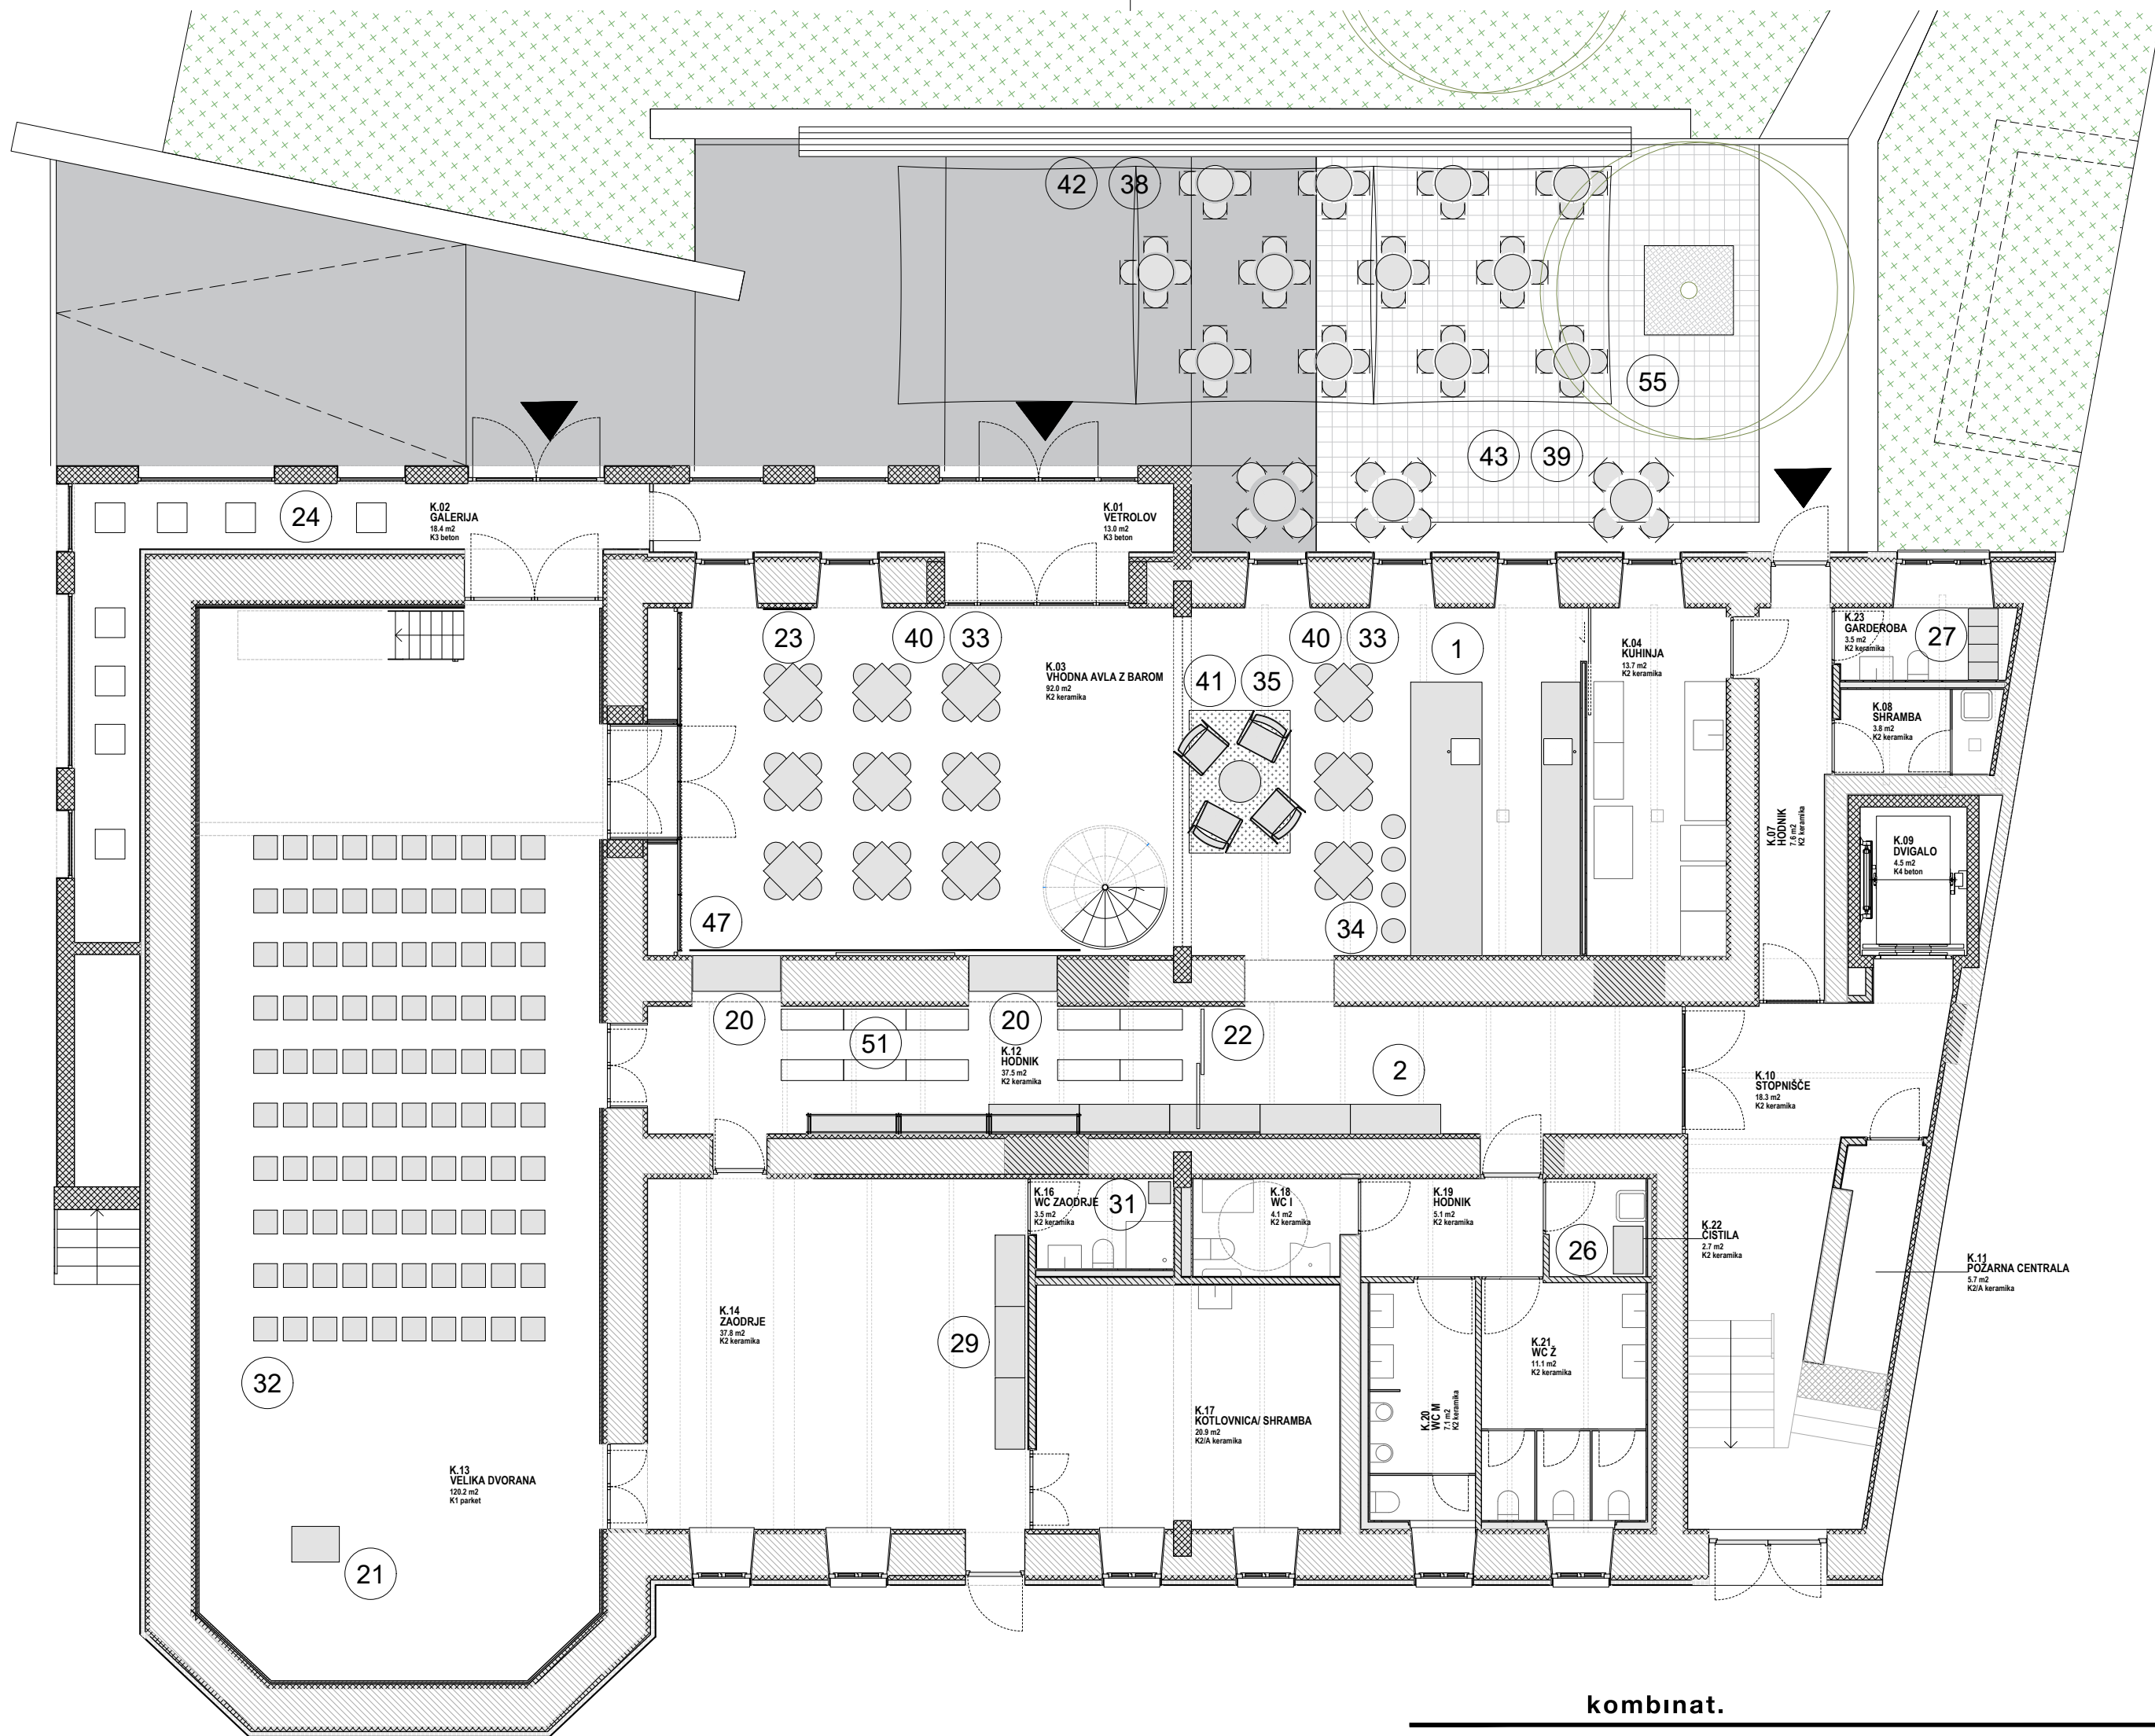 42
38
55
43
39
24
K.02
GALERIJA
18.4 m2
K3 beton
K.01
VETROLOV
13.0 m2
K3 beton
23
40
33
K.03
VHODNA AVLA Z BAROM
92.0 m2
K2 keramika
41
35
40
33
1
K.04
KUHINJA
13.7 m2
K2 keramika
K.23
GARDEROBA
3.5 m2
K2 keramika
27
K.08
SHRAMBA
3.8 m2
K2 keramika
K.07
HODNIK
7.6 m2
K2 keramika
K.09
DVIGALO
4.5 m2
K4 beton
47
34
20
51
20
K.12
HODNIK
37.5 m2
K2 keramika
22
2
K.10
STOPNIŠČE
18.3 m2
K2 keramika
K.16
WC ZAODRJE
3.5 m2
K2 keramika
31
K.18
WC I
4.1 m2
K2 keramika
K.19
HODNIK
5.1 m2
K2 keramika
26
K.22
ČISTILA
2.7 m2
K2 keramika
K.11
POŽARNA CENTRALA
5.7 m2
K2/A keramika
K.14
ZAODRJE
37.8 m2
K2 keramika
29
K.21
WC Ž
11.1 m2
K2 keramika
32
K.17
KOTLOVNICA/ SHRAMBA
20.9 m2
K2/A keramika
K.20
WC M
7.1 m2
K2 keramika
K.13
VELIKA DVORANA
120.2 m2
K1 parket
21
kombinat.